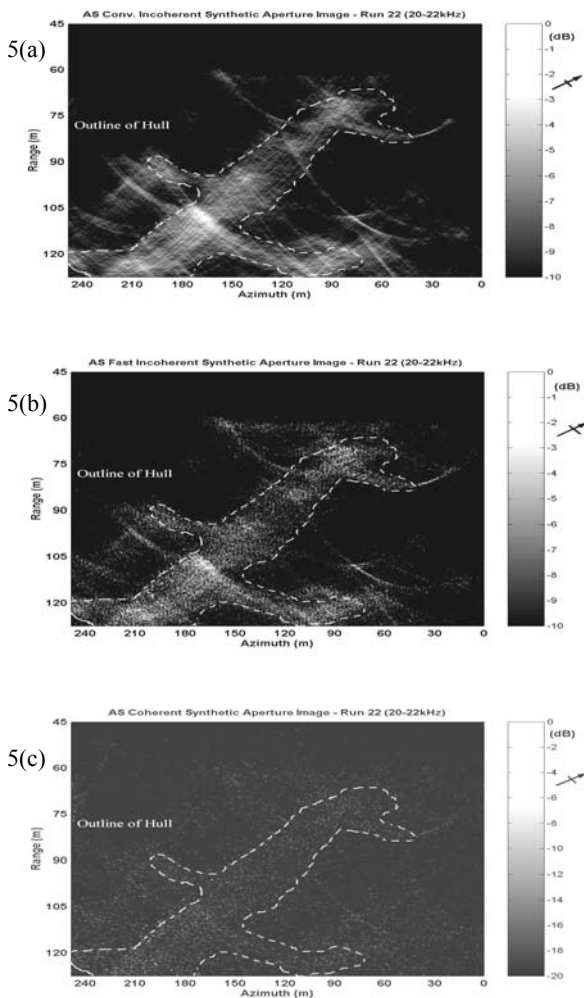 5(a)
AS Conv. Incoherent Synthetic Aperture Image - Run 22 (20-22kHz)
45
60
75
90
105
120
Range (m)
Outline of Hull
240 210 180 150 120 90 60 30 0
Azimuth (m)
0
(dB)
-1
-2
-3
-4
-5
-6
-7
-8
-9
-10
5(b)
AS Fast Incoherent Synthetic Aperture Image - Run 22 (20-22kHz)
45
60
75
90
105
120
Range (m)
Outline of Hull
240 210 180 150 120 90 60 30 0
Azimuth (m)
0
(dB)
-1
-2
-3
-4
-5
-6
-7
-8
-9
-10
5(c)
AS Coherent Synthetic Aperture Image - Run 22 (20-22kHz)
45
60
75
90
105
120
Range (m)
Outline of Hull
240 210 180 150 120 90 60 30 0
Azimuth (m)
0
(dB)
-2
-4
-6
-8
-10
-12
-14
-16
-18
-20